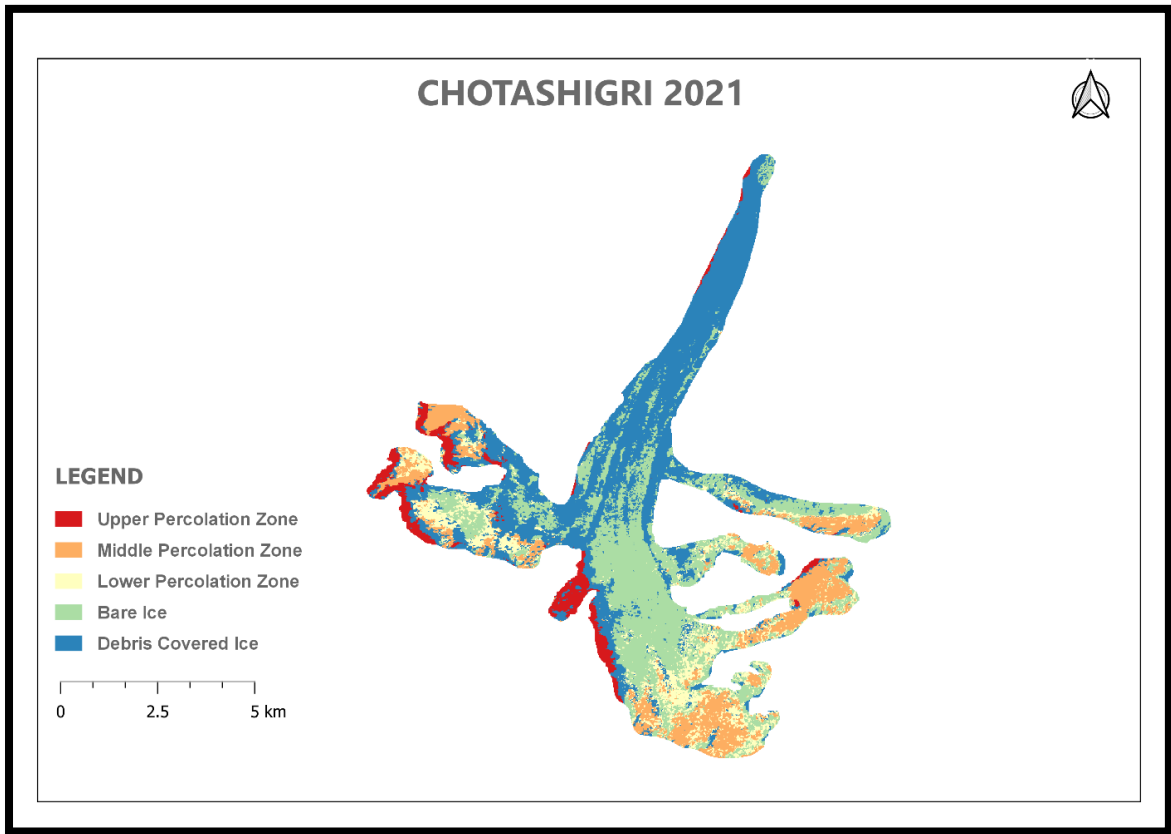 CHOTASHIGRI 2021
LEGEND
Upper Percolation Zone
Middle Percolation Zone
Lower Percolation Zone
Bare Ice
Debris Covered Ice
0 2.5 5 km